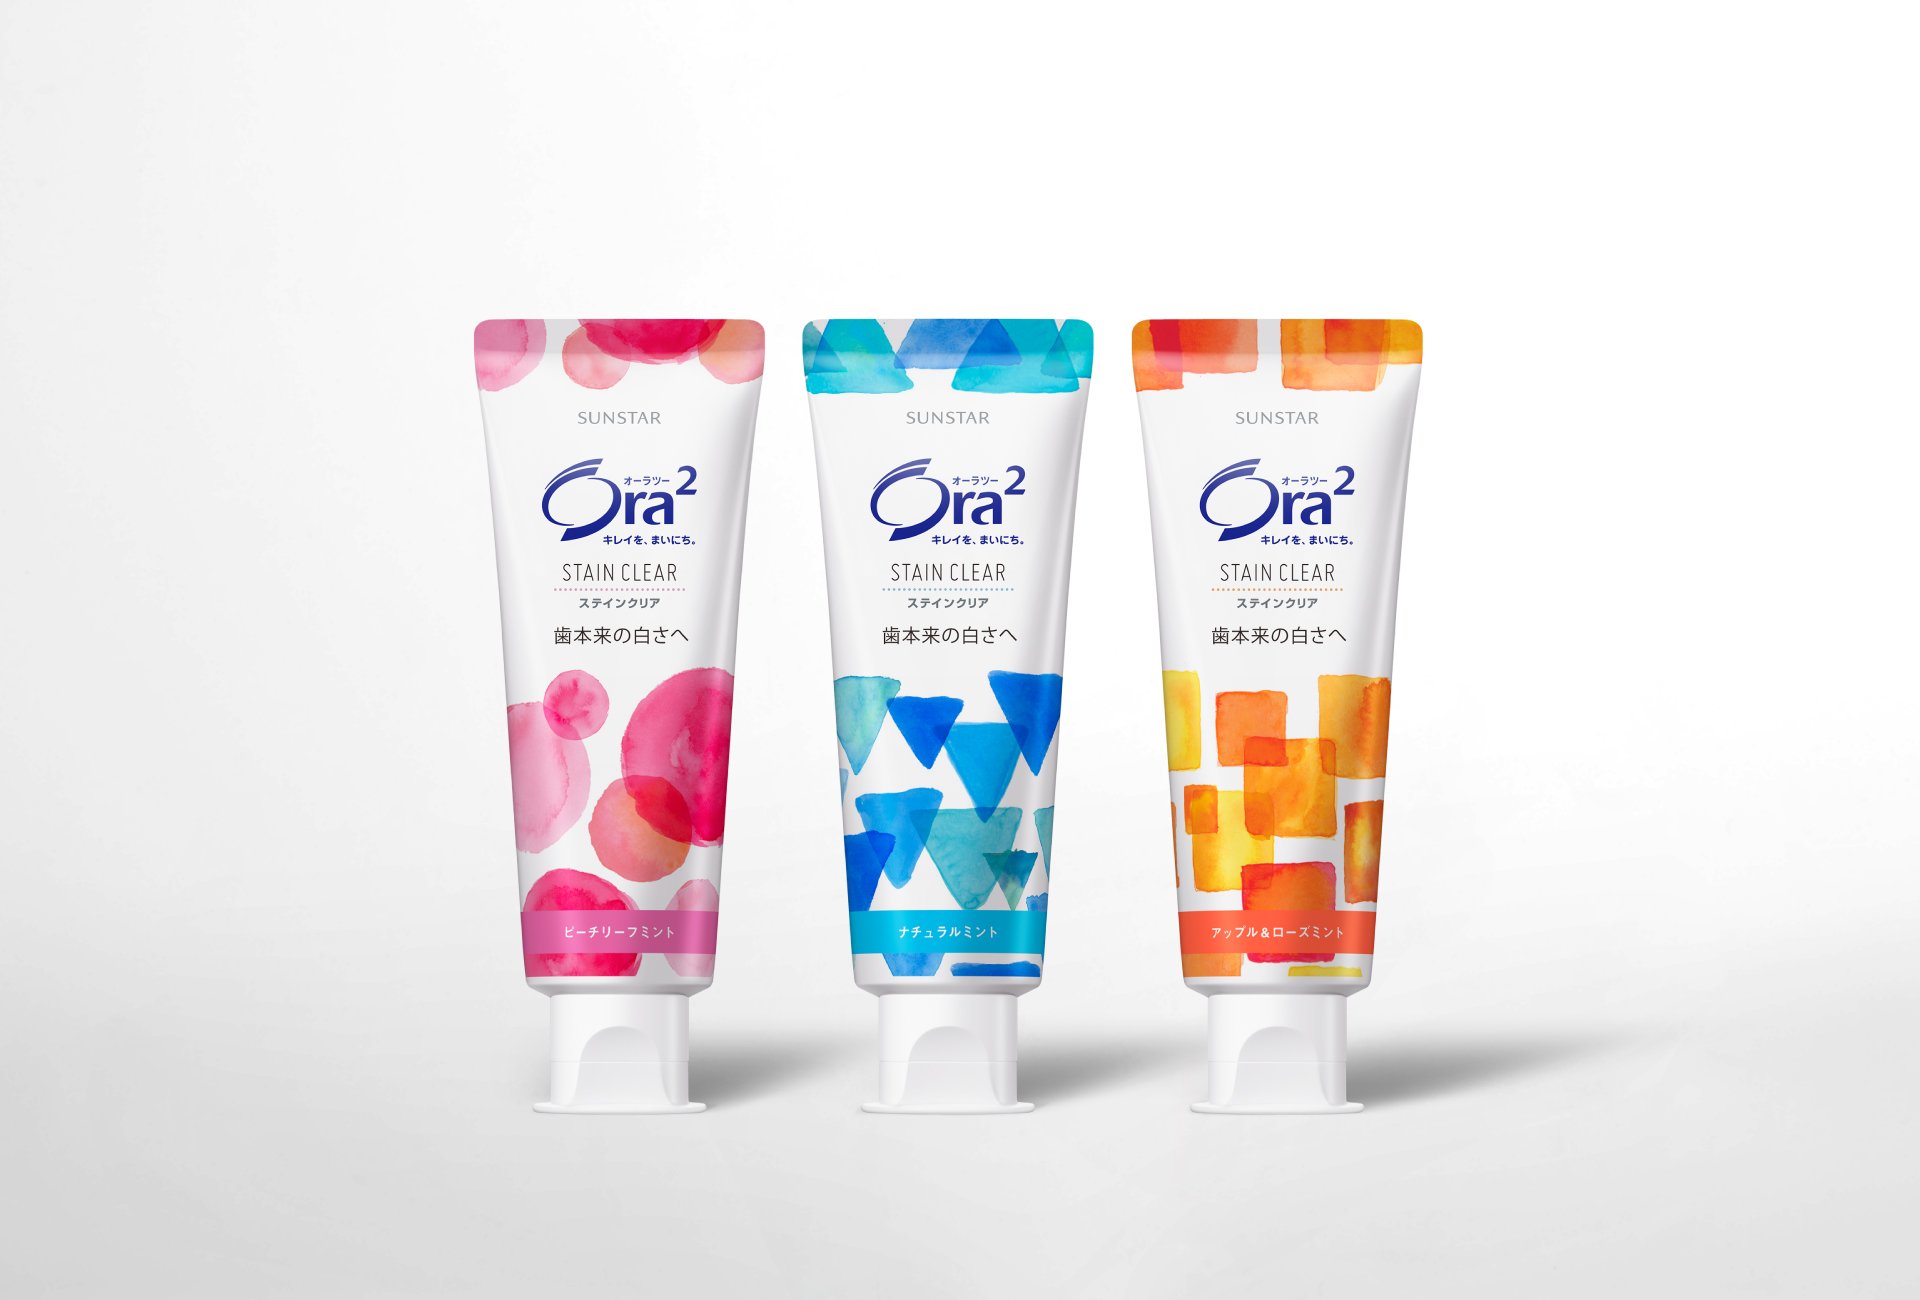 SUNSTAR
オーラツー
Ora2
キレイを、まいにち。
STAIN CLEAR
ステインクリア
歯本来の白さへ
ピーチリーフミント
SUNSTAR
オーラツー
Ora2
キレイを、まいにち。
STAIN CLEAR
ステインクリア
歯本来の白さへ
ナチュラルミント
SUNSTAR
オーラツー
Ora2
キレイを、まいにち。
STAIN CLEAR
ステインクリア
歯本来の白さへ
アップル&ローズミント